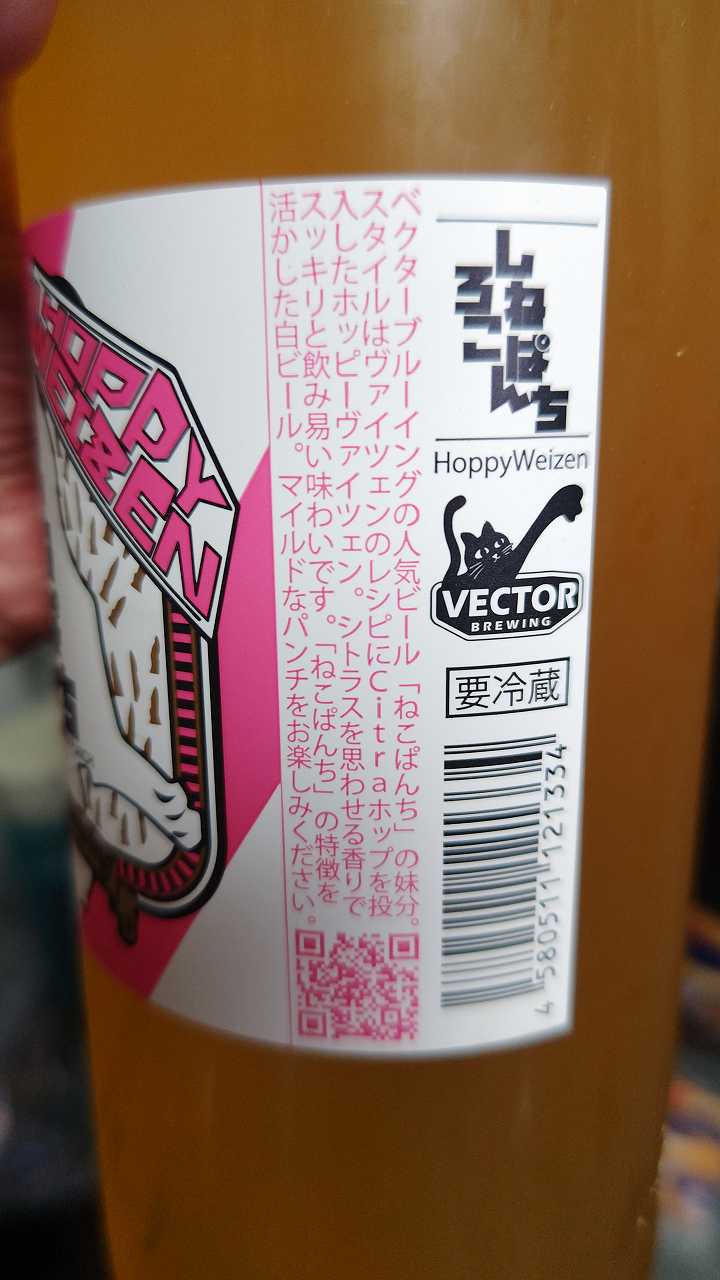 しろ
ねこ
ぱんち
HoppyWeizen
VECTOR
BREWING
要冷蔵
4 580511 121334
ベクターブルーイングの人気ビール「ねこぱんち」の妹分。
スタイルはヴァイツェンのレシピにCitraホップを投
入したホッピーヴァイツェン。シトラスを思わせる香りで
スッキリと飲み易い味わいです。「ねこぱんち」の特徴を
活かした白ビール。マイルドなパンチをお楽しみください。
HOPPY
WEIZEN